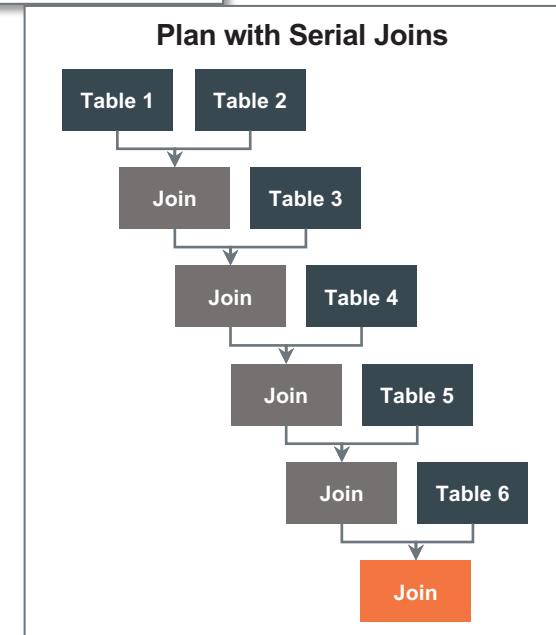 Plan with Serial Joins
Table 1 Table 2
Join Table 3
Join Table 4
Join Table 5
Join Table 6
Join